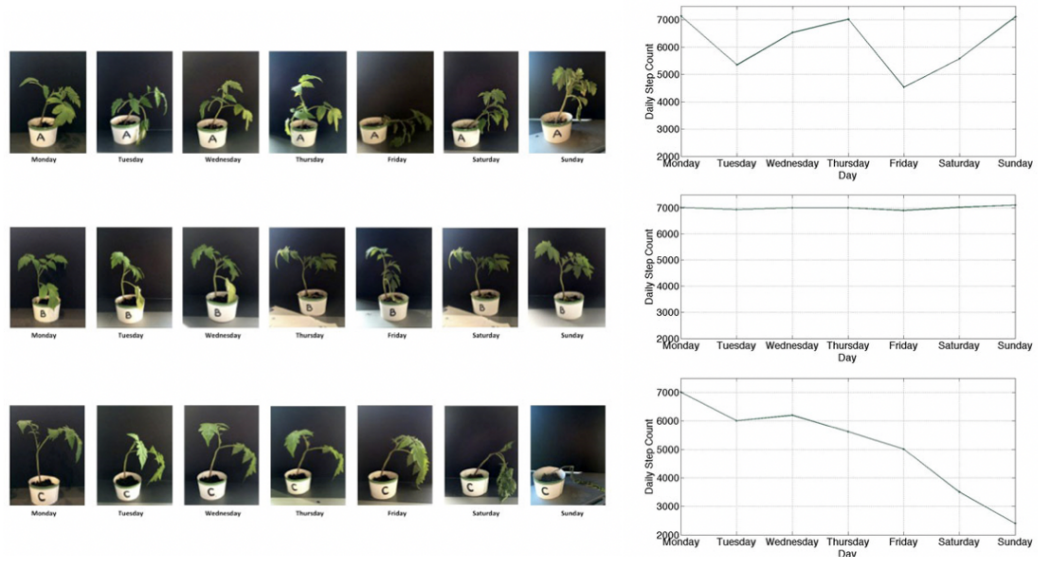 A A A A A A A
Monday Tuesday Wednesday Thursday Friday Saturday Sunday
7000
6000
5000
4000
3000
2000
Daily Step Count
Monday Tuesday Wednesday Thursday Friday Saturday Sunday
Day
B B B B B B B
Monday Tuesday Wednesday Thursday Friday Saturday Sunday
7000
6000
5000
4000
3000
2000
Daily Step Count
Monday Tuesday Wednesday Thursday Friday Saturday Sunday
Day
C C C C C C C
Monday Tuesday Wednesday Thursday Friday Saturday Sunday
7000
6000
5000
4000
3000
2000
Daily Step Count
Monday Tuesday Wednesday Thursday Friday Saturday Sunday
Day